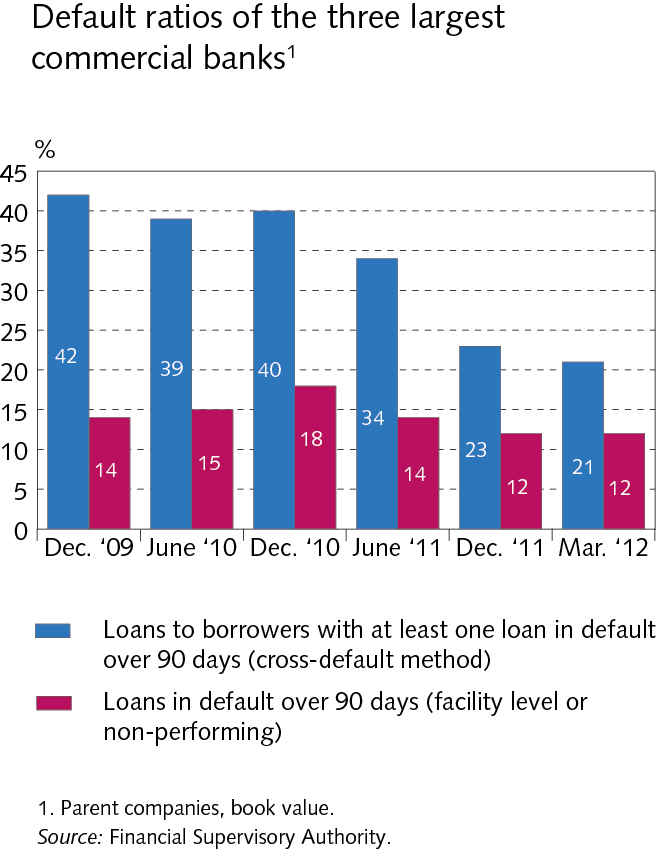 Default ratios of the three largest
commercial banks¹
%
45
40
35
30
25
20
15
10
5
0
42
14
39
15
40
18
34
14
23
12
21
12
Dec. ‘09 June ‘10 Dec. ‘10 June ‘11 Dec. ‘11 Mar. ‘12
Loans to borrowers with at least one loan in default
over 90 days (cross-default method)
Loans in default over 90 days (facility level or
non-performing)
1. Parent companies, book value.
Source: Financial Supervisory Authority.